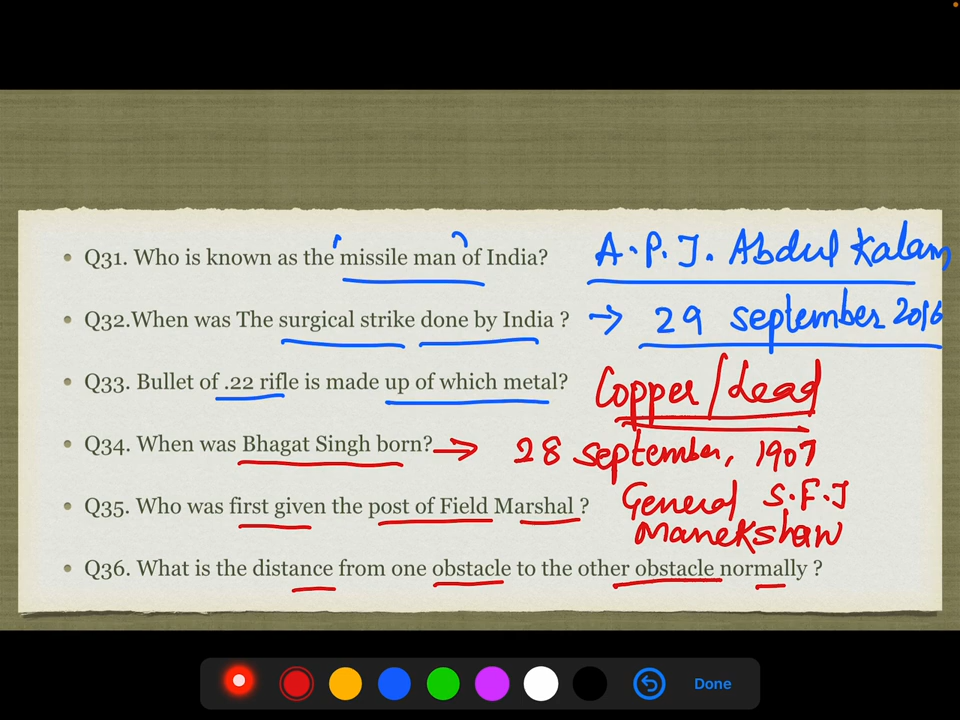 Q31. Who is known as the missile man of India? A.P.J. Abdul Kalam
Q32.When was The surgical strike done by India ? → 29 September 2016
Q33. Bullet of .22 rifle is made up of which metal? Copper/Lead
Q34. When was Bhagat Singh born? → 28 September, 1907
Q35. Who was first given the post of Field Marshal ? General S.F.J
Manekshaw
Q36. What is the distance from one obstacle to the other obstacle normally ?
Done